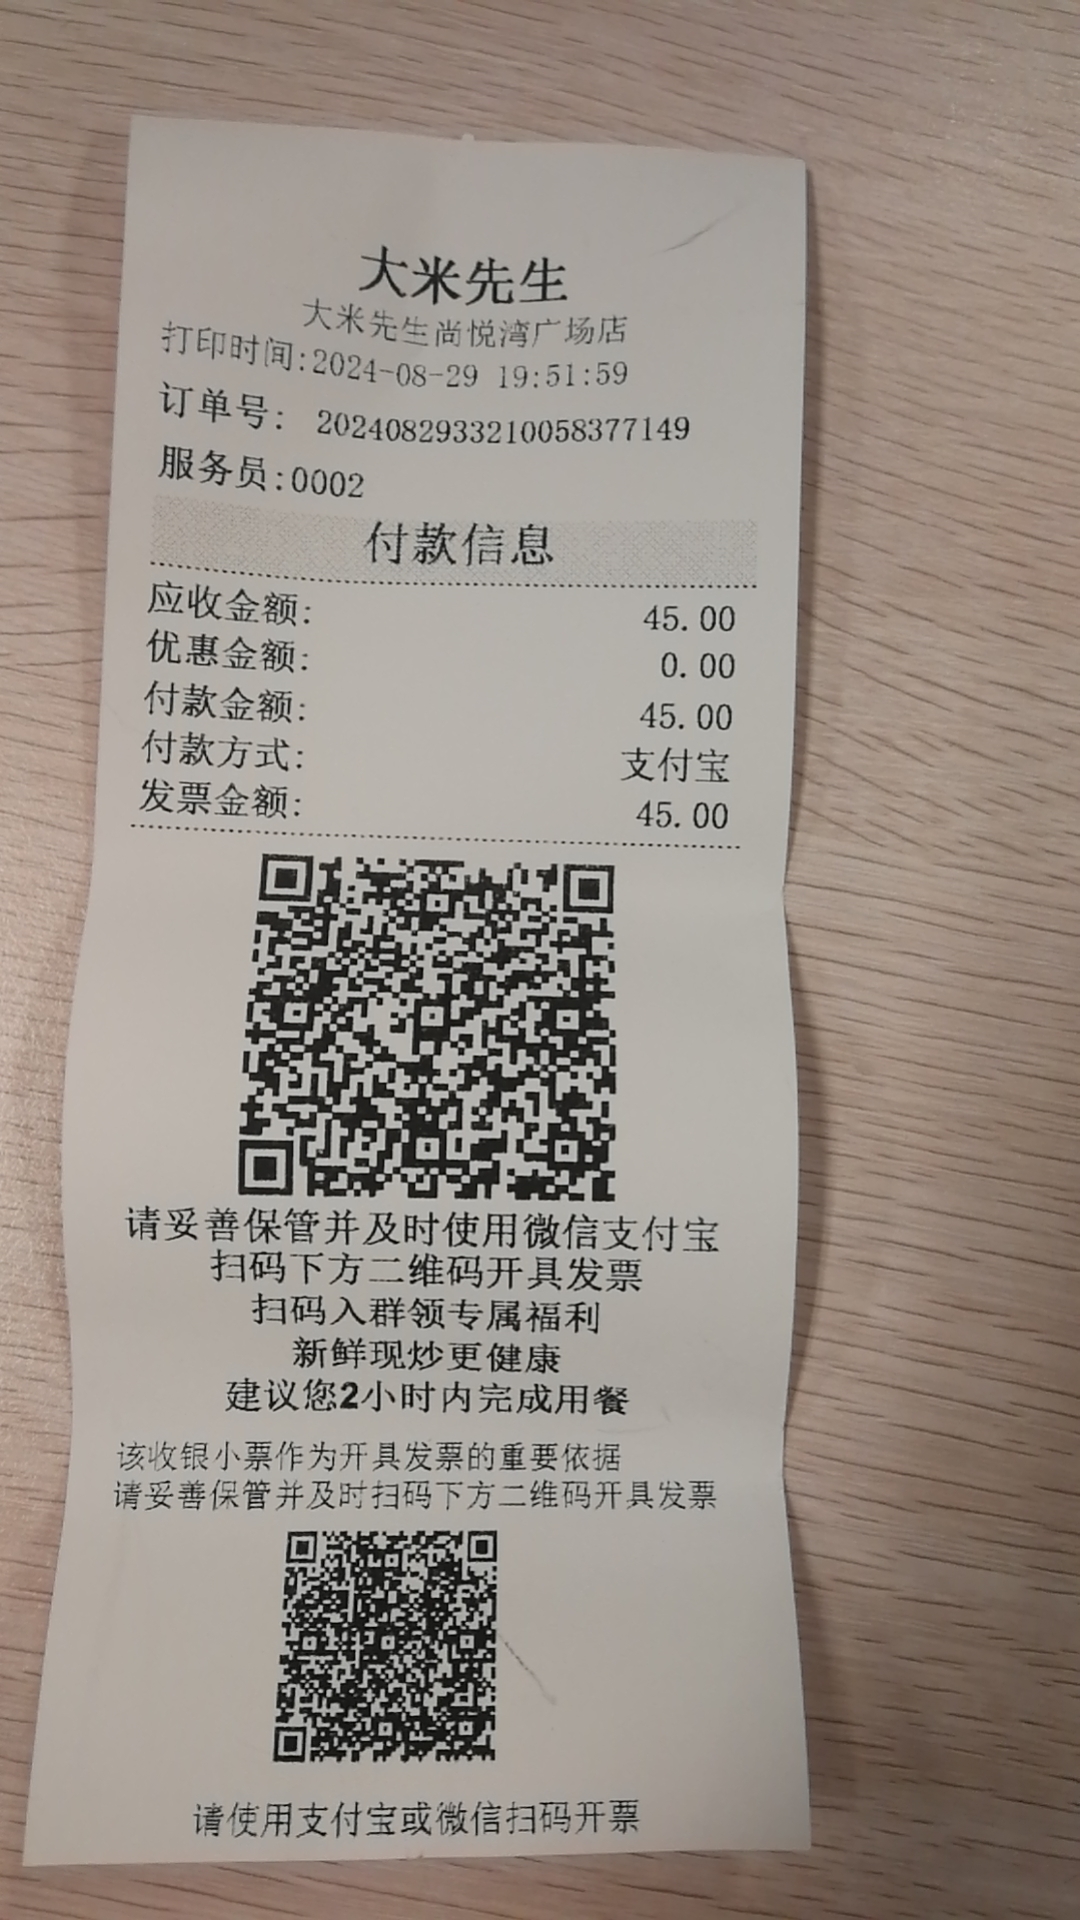 大米先生
大米先生尚悦湾广场店
打印时间:2024-08-29 19:51:59
订单号: 2024082933210058377149
服务员:0002
付款信息
应收金额: 45.00
优惠金额: 0.00
付款金额: 45.00
付款方式: 支付宝
发票金额: 45.00
请妥善保管并及时使用微信支付宝
扫码下方二维码开具发票
扫码入群领专属福利
新鲜现炒更健康
建议您2小时内完成用餐
该收银小票作为开具发票的重要依据
请妥善保管并及时扫码下方二维码开具发票
请使用支付宝或微信扫码开票